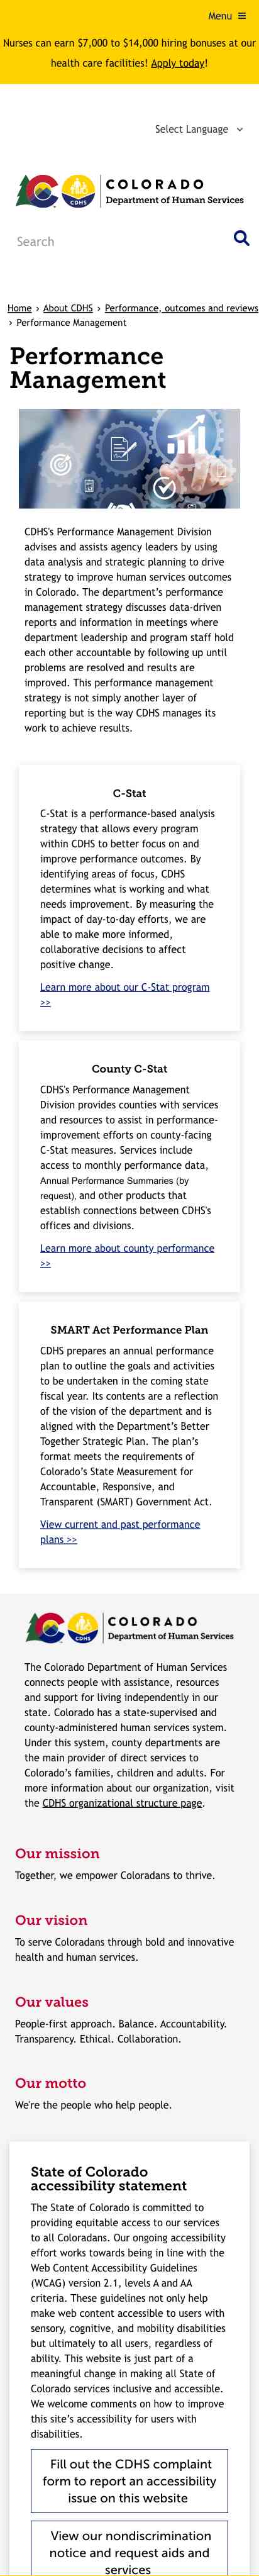 Menu
Nurses can earn $7,000 to $14,000 hiring bonuses at our
health care facilities! Apply today!
Select Language
CDHS
COLORADO
Department of Human Services
Search
Home › About CDHS › Performance, outcomes and reviews
› Performance Management
Performance
Management
CDHS's Performance Management Division
advises and assists agency leaders by using
data analysis and strategic planning to drive
strategy to improve human services outcomes
in Colorado. The department’s performance
management strategy discusses data-driven
reports and information in meetings where
department leadership and program staff hold
each other accountable by following up until
problems are resolved and results are
improved. This performance management
strategy is not simply another layer of
reporting but is the way CDHS manages its
work to achieve results.
C-Stat
C-Stat is a performance-based analysis
strategy that allows every program
within CDHS to better focus on and
improve performance outcomes. By
identifying areas of focus, CDHS
determines what is working and what
needs improvement. By measuring the
impact of day-to-day efforts, we are
able to make more informed,
collaborative decisions to affect
positive change.
Learn more about our C-Stat program
>>
County C-Stat
CDHS's Performance Management
Division provides counties with services
and resources to assist in performance-
improvement efforts on county-facing
C-Stat measures. Services include
access to monthly performance data,
Annual Performance Summaries (by
request), and other products that
establish connections between CDHS's
offices and divisions.
Learn more about county performance
>>
SMART Act Performance Plan
CDHS prepares an annual performance
plan to outline the goals and activities
to be undertaken in the coming state
fiscal year. Its contents are a reflection
of the vision of the department and is
aligned with the Department’s Better
Together Strategic Plan. The plan’s
format meets the requirements of
Colorado’s State Measurement for
Accountable, Responsive, and
Transparent (SMART) Government Act.
View current and past performance
plans >>
CDHS
COLORADO
Department of Human Services
The Colorado Department of Human Services
connects people with assistance, resources
and support for living independently in our
state. Colorado has a state-supervised and
county-administered human services system.
Under this system, county departments are
the main provider of direct services to
Colorado’s families, children and adults. For
more information about our organization, visit
the CDHS organizational structure page.
Our mission
Together, we empower Coloradans to thrive.
Our vision
To serve Coloradans through bold and innovative
health and human services.
Our values
People-first approach. Balance. Accountability.
Transparency. Ethical. Collaboration.
Our motto
We're the people who help people.
State of Colorado
accessibility statement
The State of Colorado is committed to
providing equitable access to our services
to all Coloradans. Our ongoing accessibility
effort works towards being in line with the
Web Content Accessibility Guidelines
(WCAG) version 2.1, levels A and AA
criteria. These guidelines not only help
make web content accessible to users with
sensory, cognitive, and mobility disabilities
but ultimately to all users, regardless of
ability. This website is just part of a
meaningful change in making all State of
Colorado services inclusive and accessible.
We welcome comments on how to improve
this site’s accessibility for users with
disabilities.
Fill out the CDHS complaint
form to report an accessibility
issue on this website
View our nondiscrimination
notice and request aids and
services